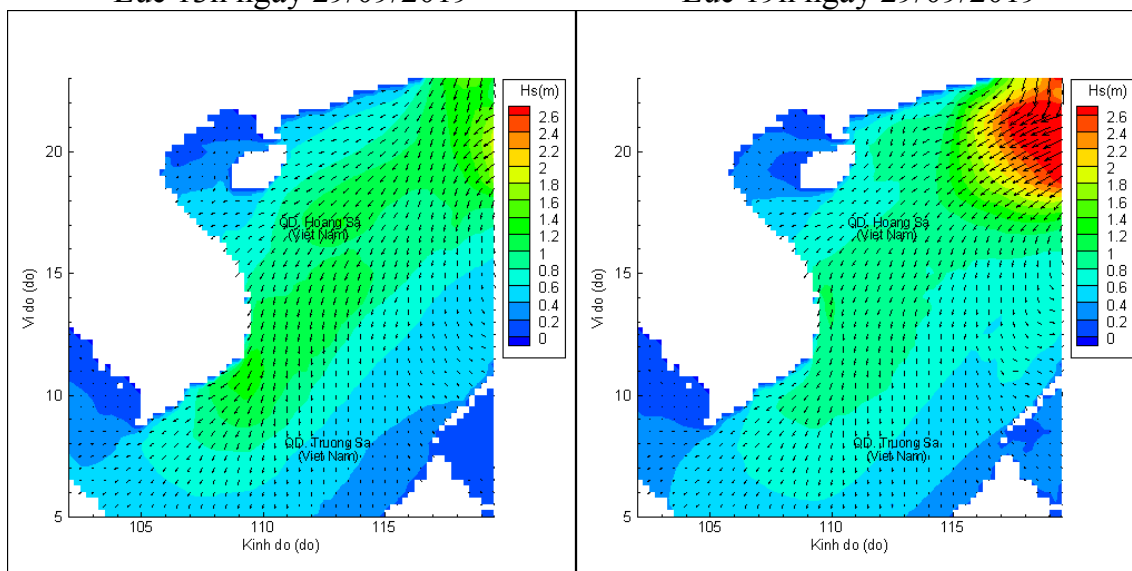 Lúc 13h ngày 29/09/2019
Hs(m)
2.6
2.4
2.2
2
1.8
1.6
1.4
1.2
1
0.8
0.6
0.4
0.2
0
20
15
10
5
Vi do (do)
QD. Hoang Sa
(Viet Nam)
QD. Truong Sa
(Viet Nam)
105
110
115
Kinh do (do)
Lúc 19h ngày 29/09/2019
Hs(m)
2.6
2.4
2.2
2
1.8
1.6
1.4
1.2
1
0.8
0.6
0.4
0.2
0
20
15
10
5
Vi do (do)
QD. Hoang Sa
(Viet Nam)
QD. Truong Sa
(Viet Nam)
105
110
115
Kinh do (do)